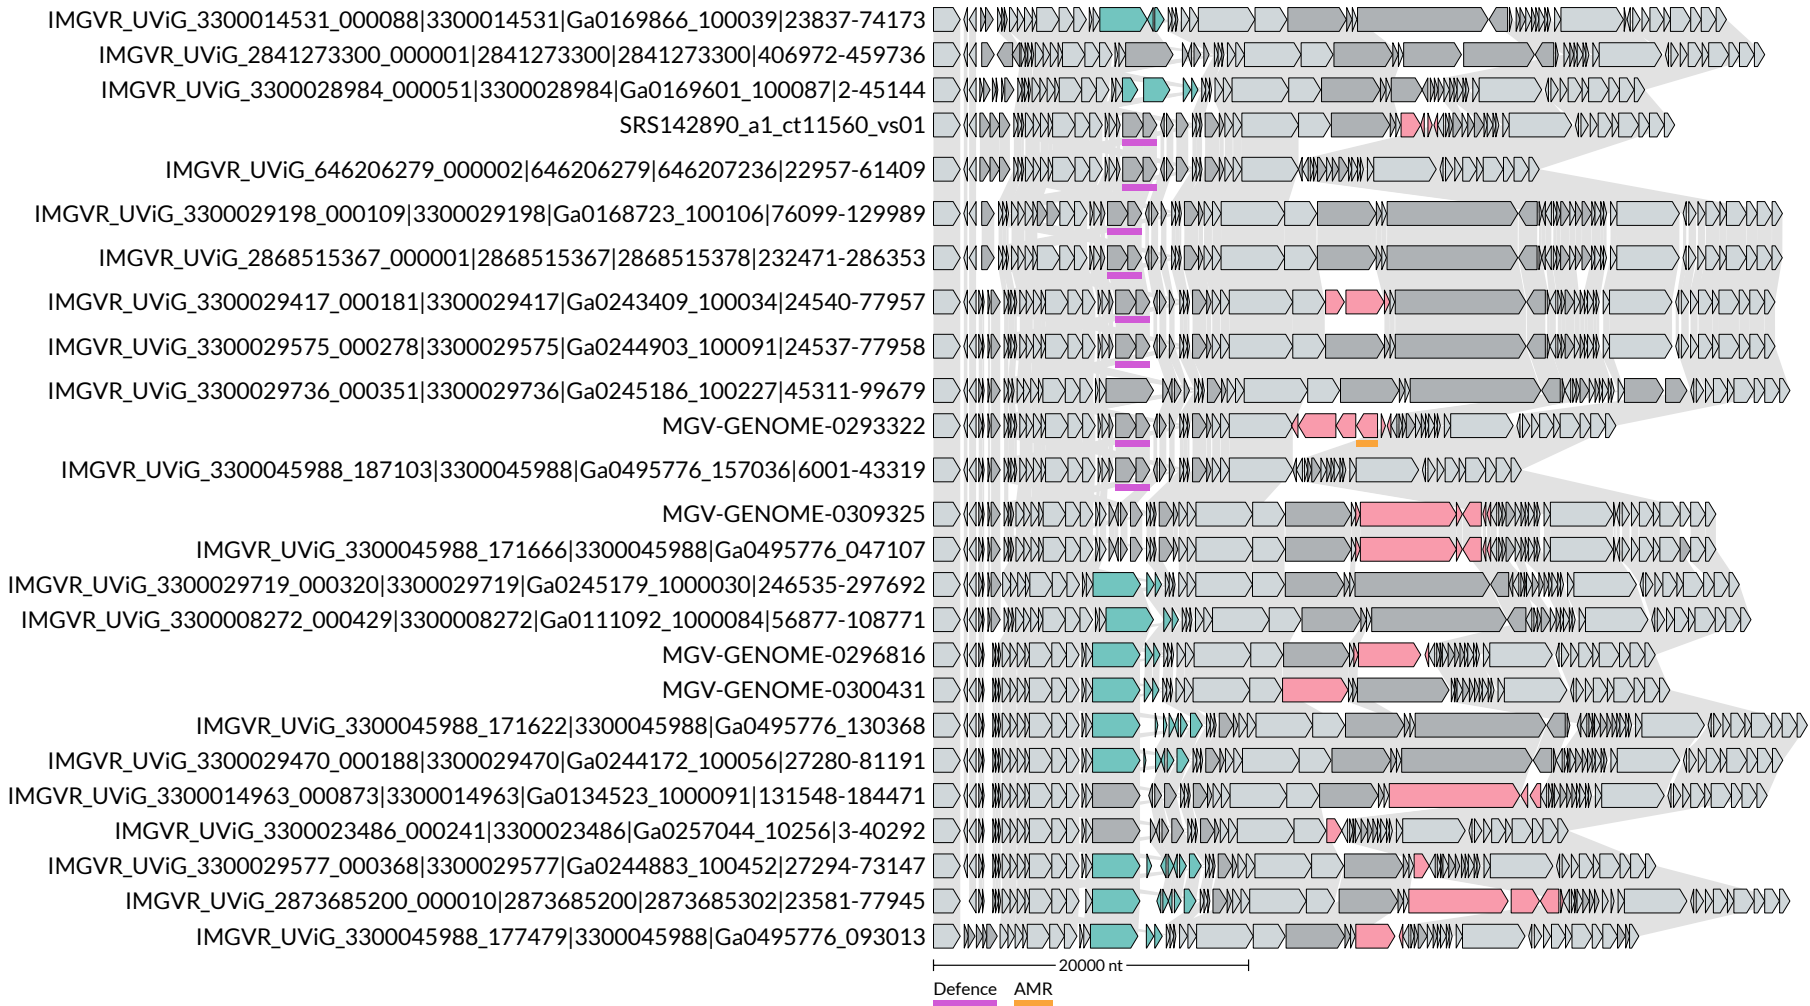 IMGVR_UViG_3300014531_000088|3300014531|Ga0169866_100039|23837-74173
IMGVR_UViG_2841273300_000001|2841273300|2841273300|406972-459736
IMGVR_UViG_3300028984_000051|3300028984|Ga0169601_100087|2-45144
SRS142890_a1_ct11560_vs01
IMGVR_UViG_646206279_000002|646206279|646207236|22957-61409
IMGVR_UViG_3300029198_000109|3300029198|Ga0168723_100106|76099-129989
IMGVR_UViG_2868515367_000001|2868515367|2868515378|232471-286353
IMGVR_UViG_3300029417_000181|3300029417|Ga0243409_100034|24540-77957
IMGVR_UViG_3300029575_000278|3300029575|Ga0244903_100091|24537-77958
IMGVR_UViG_3300029736_000351|3300029736|Ga0245186_100227|45311-99679
MGV-GENOME-0293322
IMGVR_UViG_3300045988_187103|3300045988|Ga0495776_157036|6001-43319
MGV-GENOME-0309325
IMGVR_UViG_3300045988_171666|3300045988|Ga0495776_047107
IMGVR_UViG_3300029719_000320|3300029719|Ga0245179_1000030|246535-297692
IMGVR_UViG_3300008272_000429|3300008272|Ga0111092_1000084|56877-108771
MGV-GENOME-0296816
MGV-GENOME-0300431
IMGVR_UViG_3300045988_171622|3300045988|Ga0495776_130368
IMGVR_UViG_3300029470_000188|3300029470|Ga0244172_100056|27280-81191
IMGVR_UViG_3300014963_000873|3300014963|Ga0134523_1000091|131548-184471
IMGVR_UViG_3300023486_000241|3300023486|Ga0257044_10256|3-40292
IMGVR_UViG_3300029577_000368|3300029577|Ga0244883_100452|27294-73147
IMGVR_UViG_2873685200_000010|2873685200|2873685302|23581-77945
IMGVR_UViG_3300045988_177479|3300045988|Ga0495776_093013
20000 nt
Defence AMR